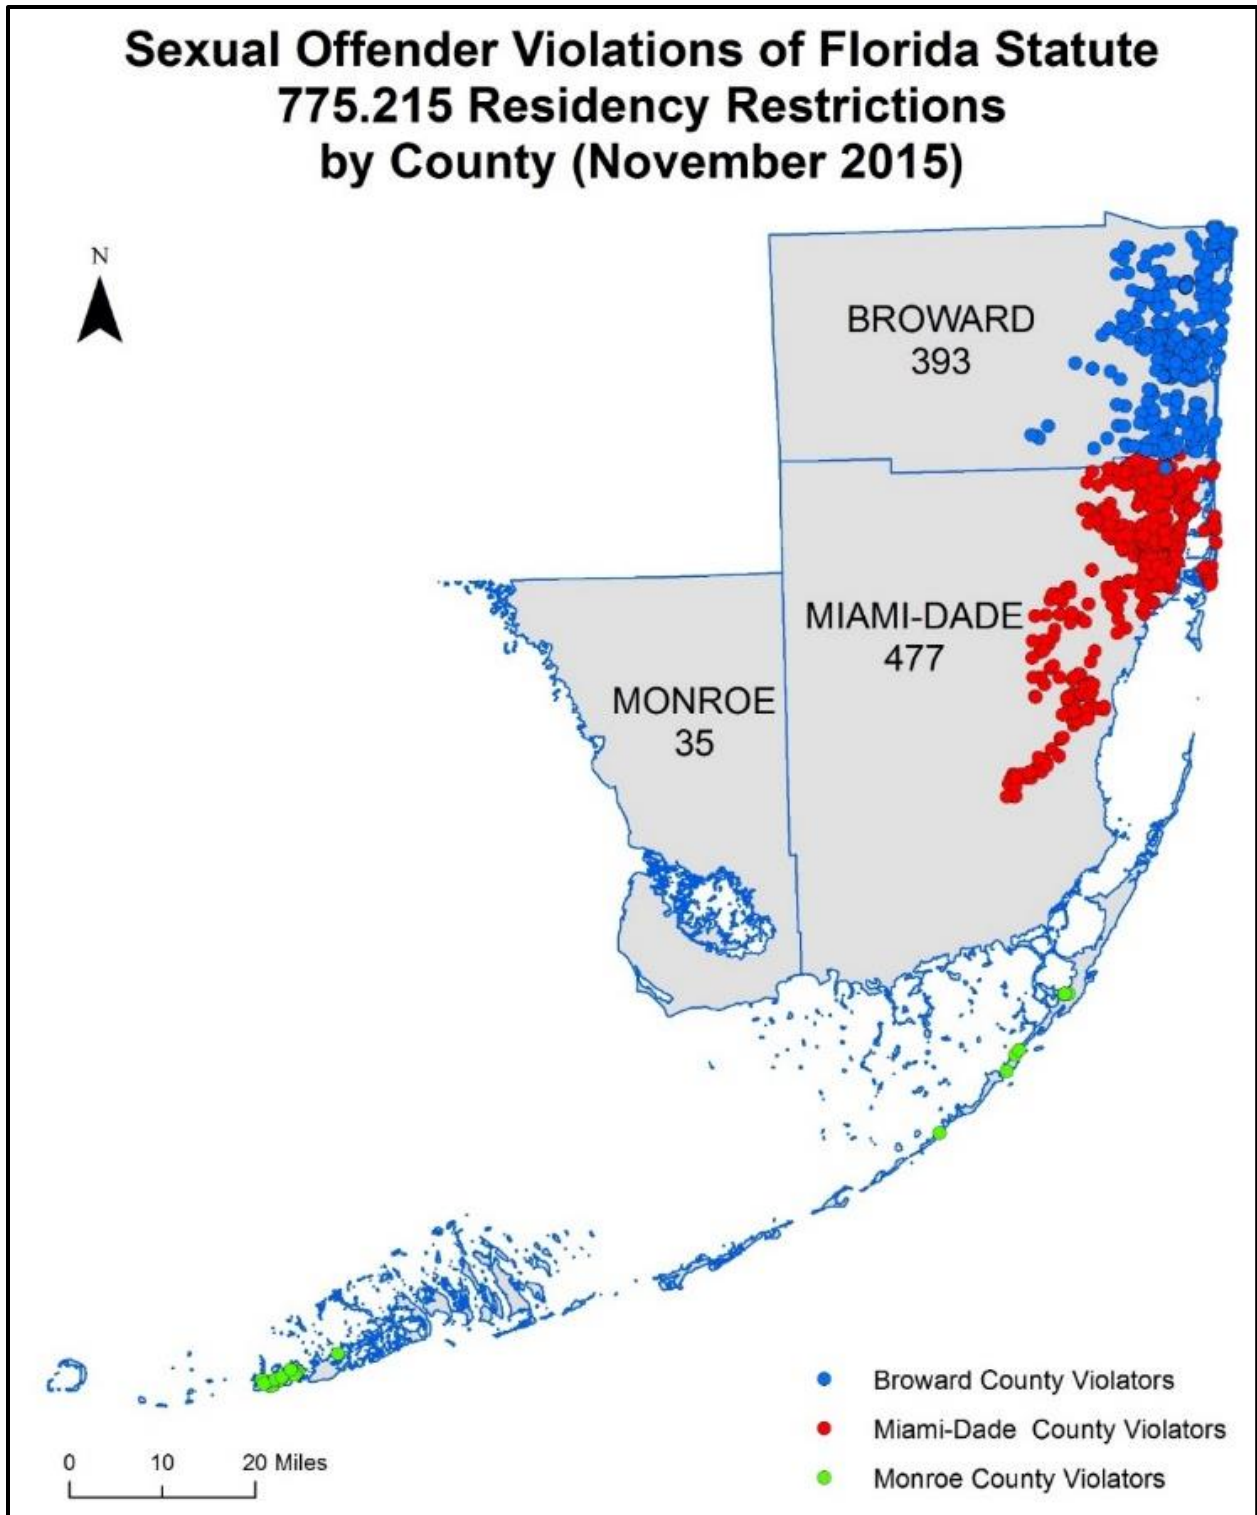 Sexual Offender Violations of Florida Statute
775.215 Residency Restrictions
by County (November 2015)
N
BROWARD
393
MIAMI-DADE
477
MONROE
35
Broward County Violators
Miami-Dade County Violators
Monroe County Violators
0 10 20 Miles